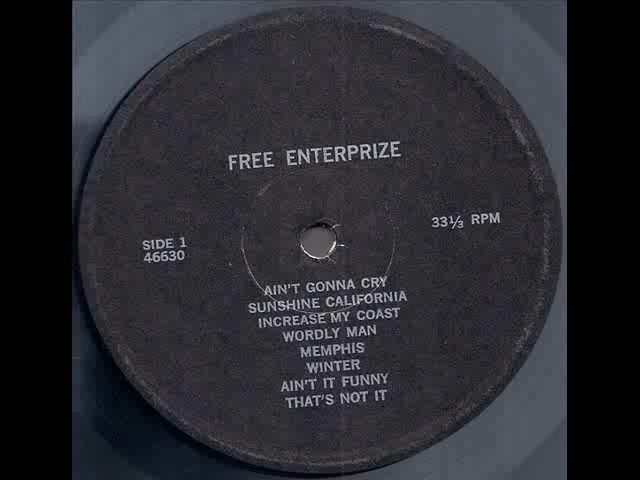 FREE ENTERPRIZE
SIDE 1
46630
33⅓ RPM
AIN'T GONNA CRY
SUNSHINE CALIFORNIA
INCREASE MY COAST
WORDLY MAN
MEMPHIS
WINTER
AIN'T IT FUNNY
THAT'S NOT IT